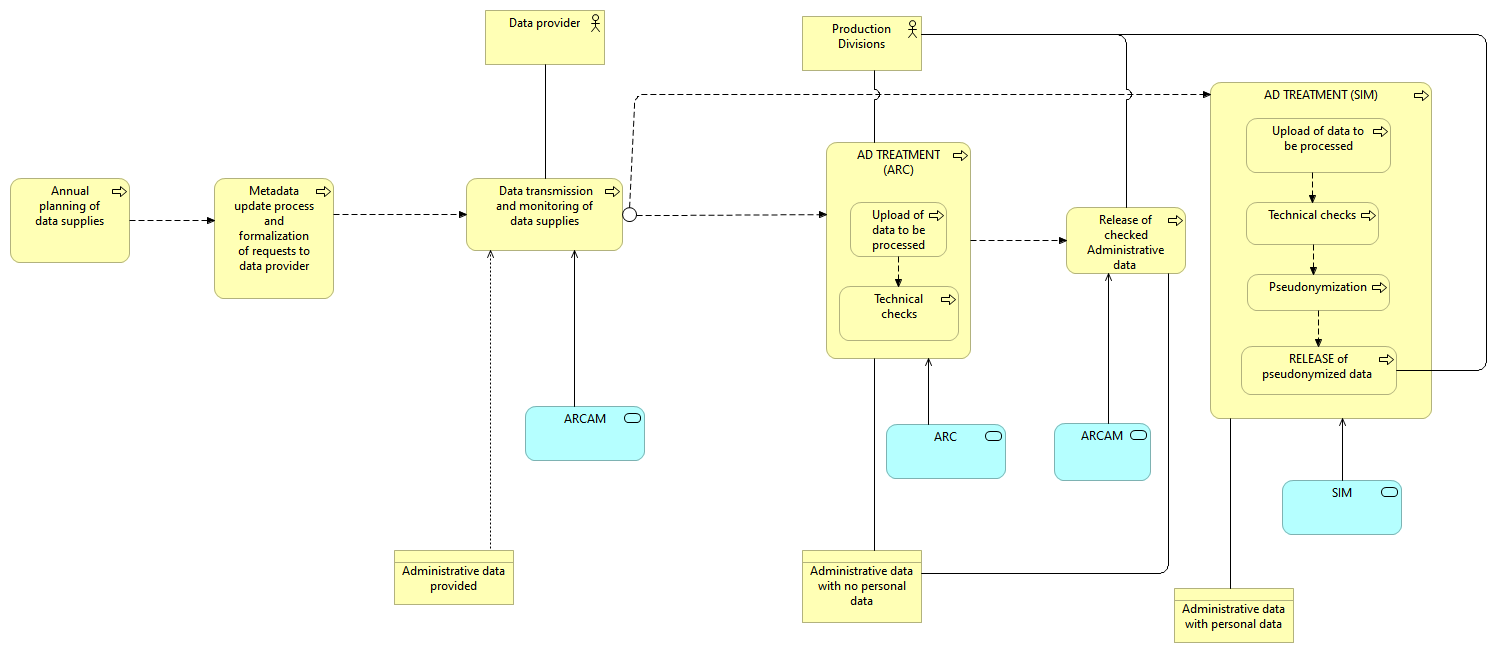 Data provider
Production
Divisions
AD TREATMENT (SIM)
Upload of data to
be processed
Technical checks
Pseudonymization
RELEASE of
pseudonymized data
Annual
planning of
data supplies
Metadata
update process
and
formalization
of requests to
data provider
Data transmission
and monitoring of
data supplies
AD TREATMENT
(ARC)
Upload of
data to be
processed
Technical
checks
Release of
checked
Administrative
data
ARCAM
ARC
ARCAM
SIM
Administrative data
provided
Administrative data
with no personal
data
Administrative data
with personal data